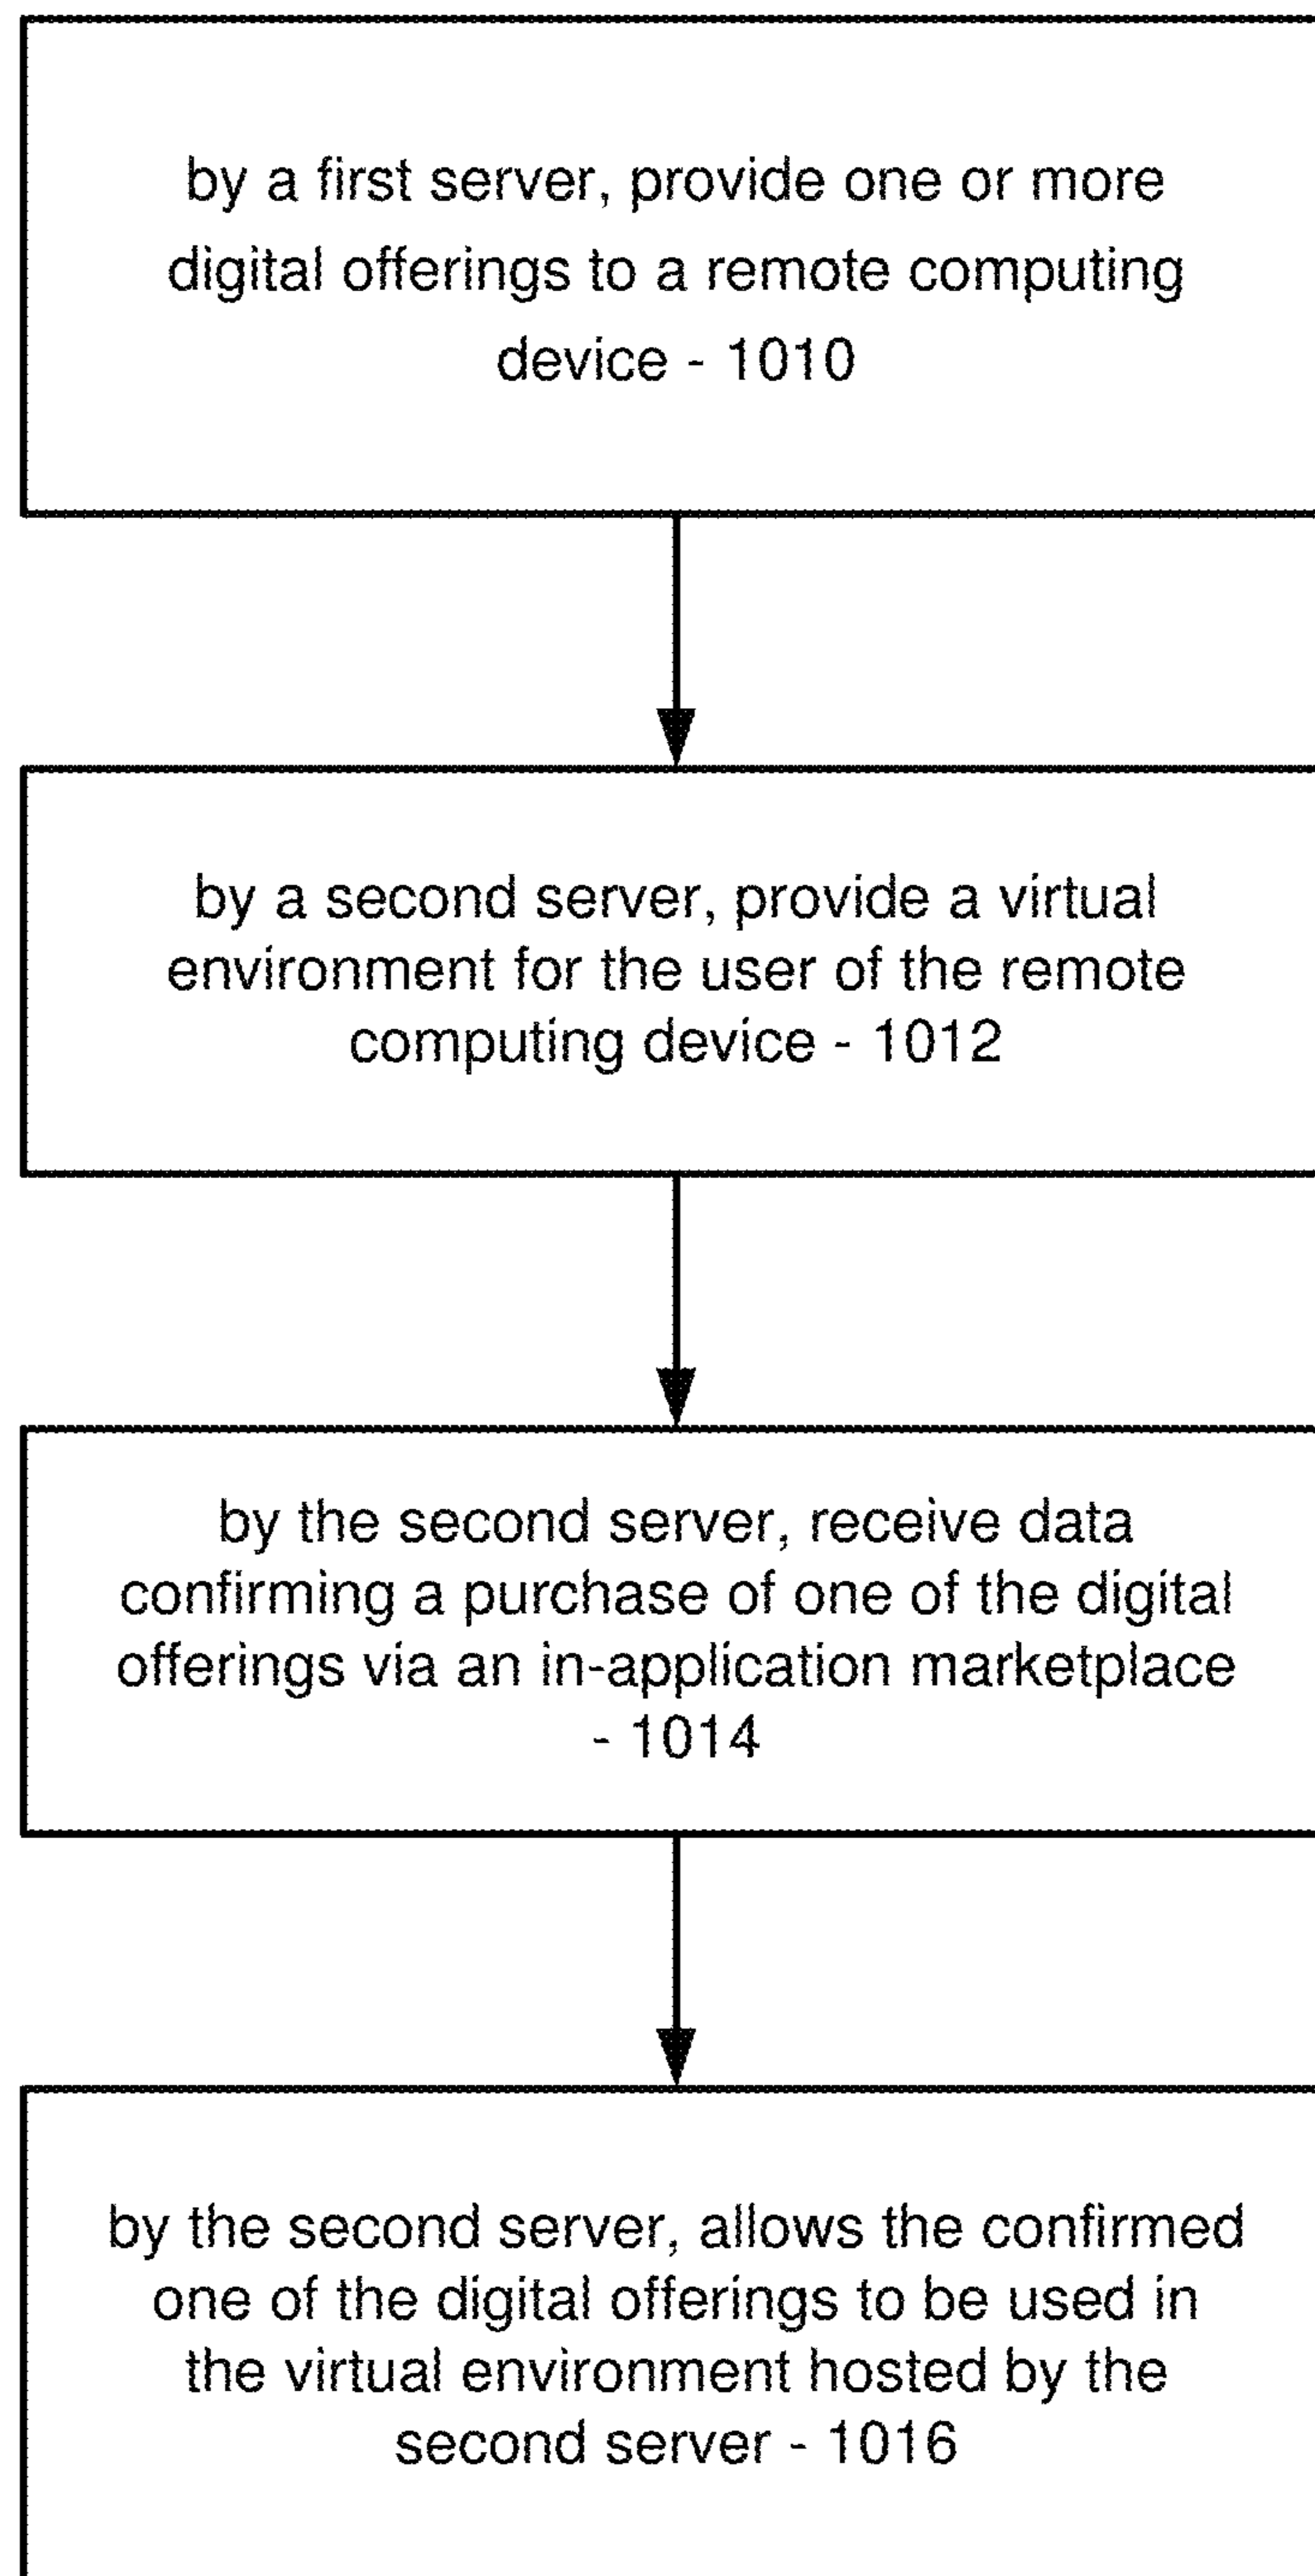 by a first server, provide one or more
digital offerings to a remote computing
device - 1010
by a second server, provide a virtual
environment for the user of the remote
computing device - 1012
by the second server, receive data
confirming a purchase of one of the digital
offerings via an in-application marketplace
- 1014
by the second server, allows the confirmed
one of the digital offerings to be used in
the virtual environment hosted by the
second server - 1016